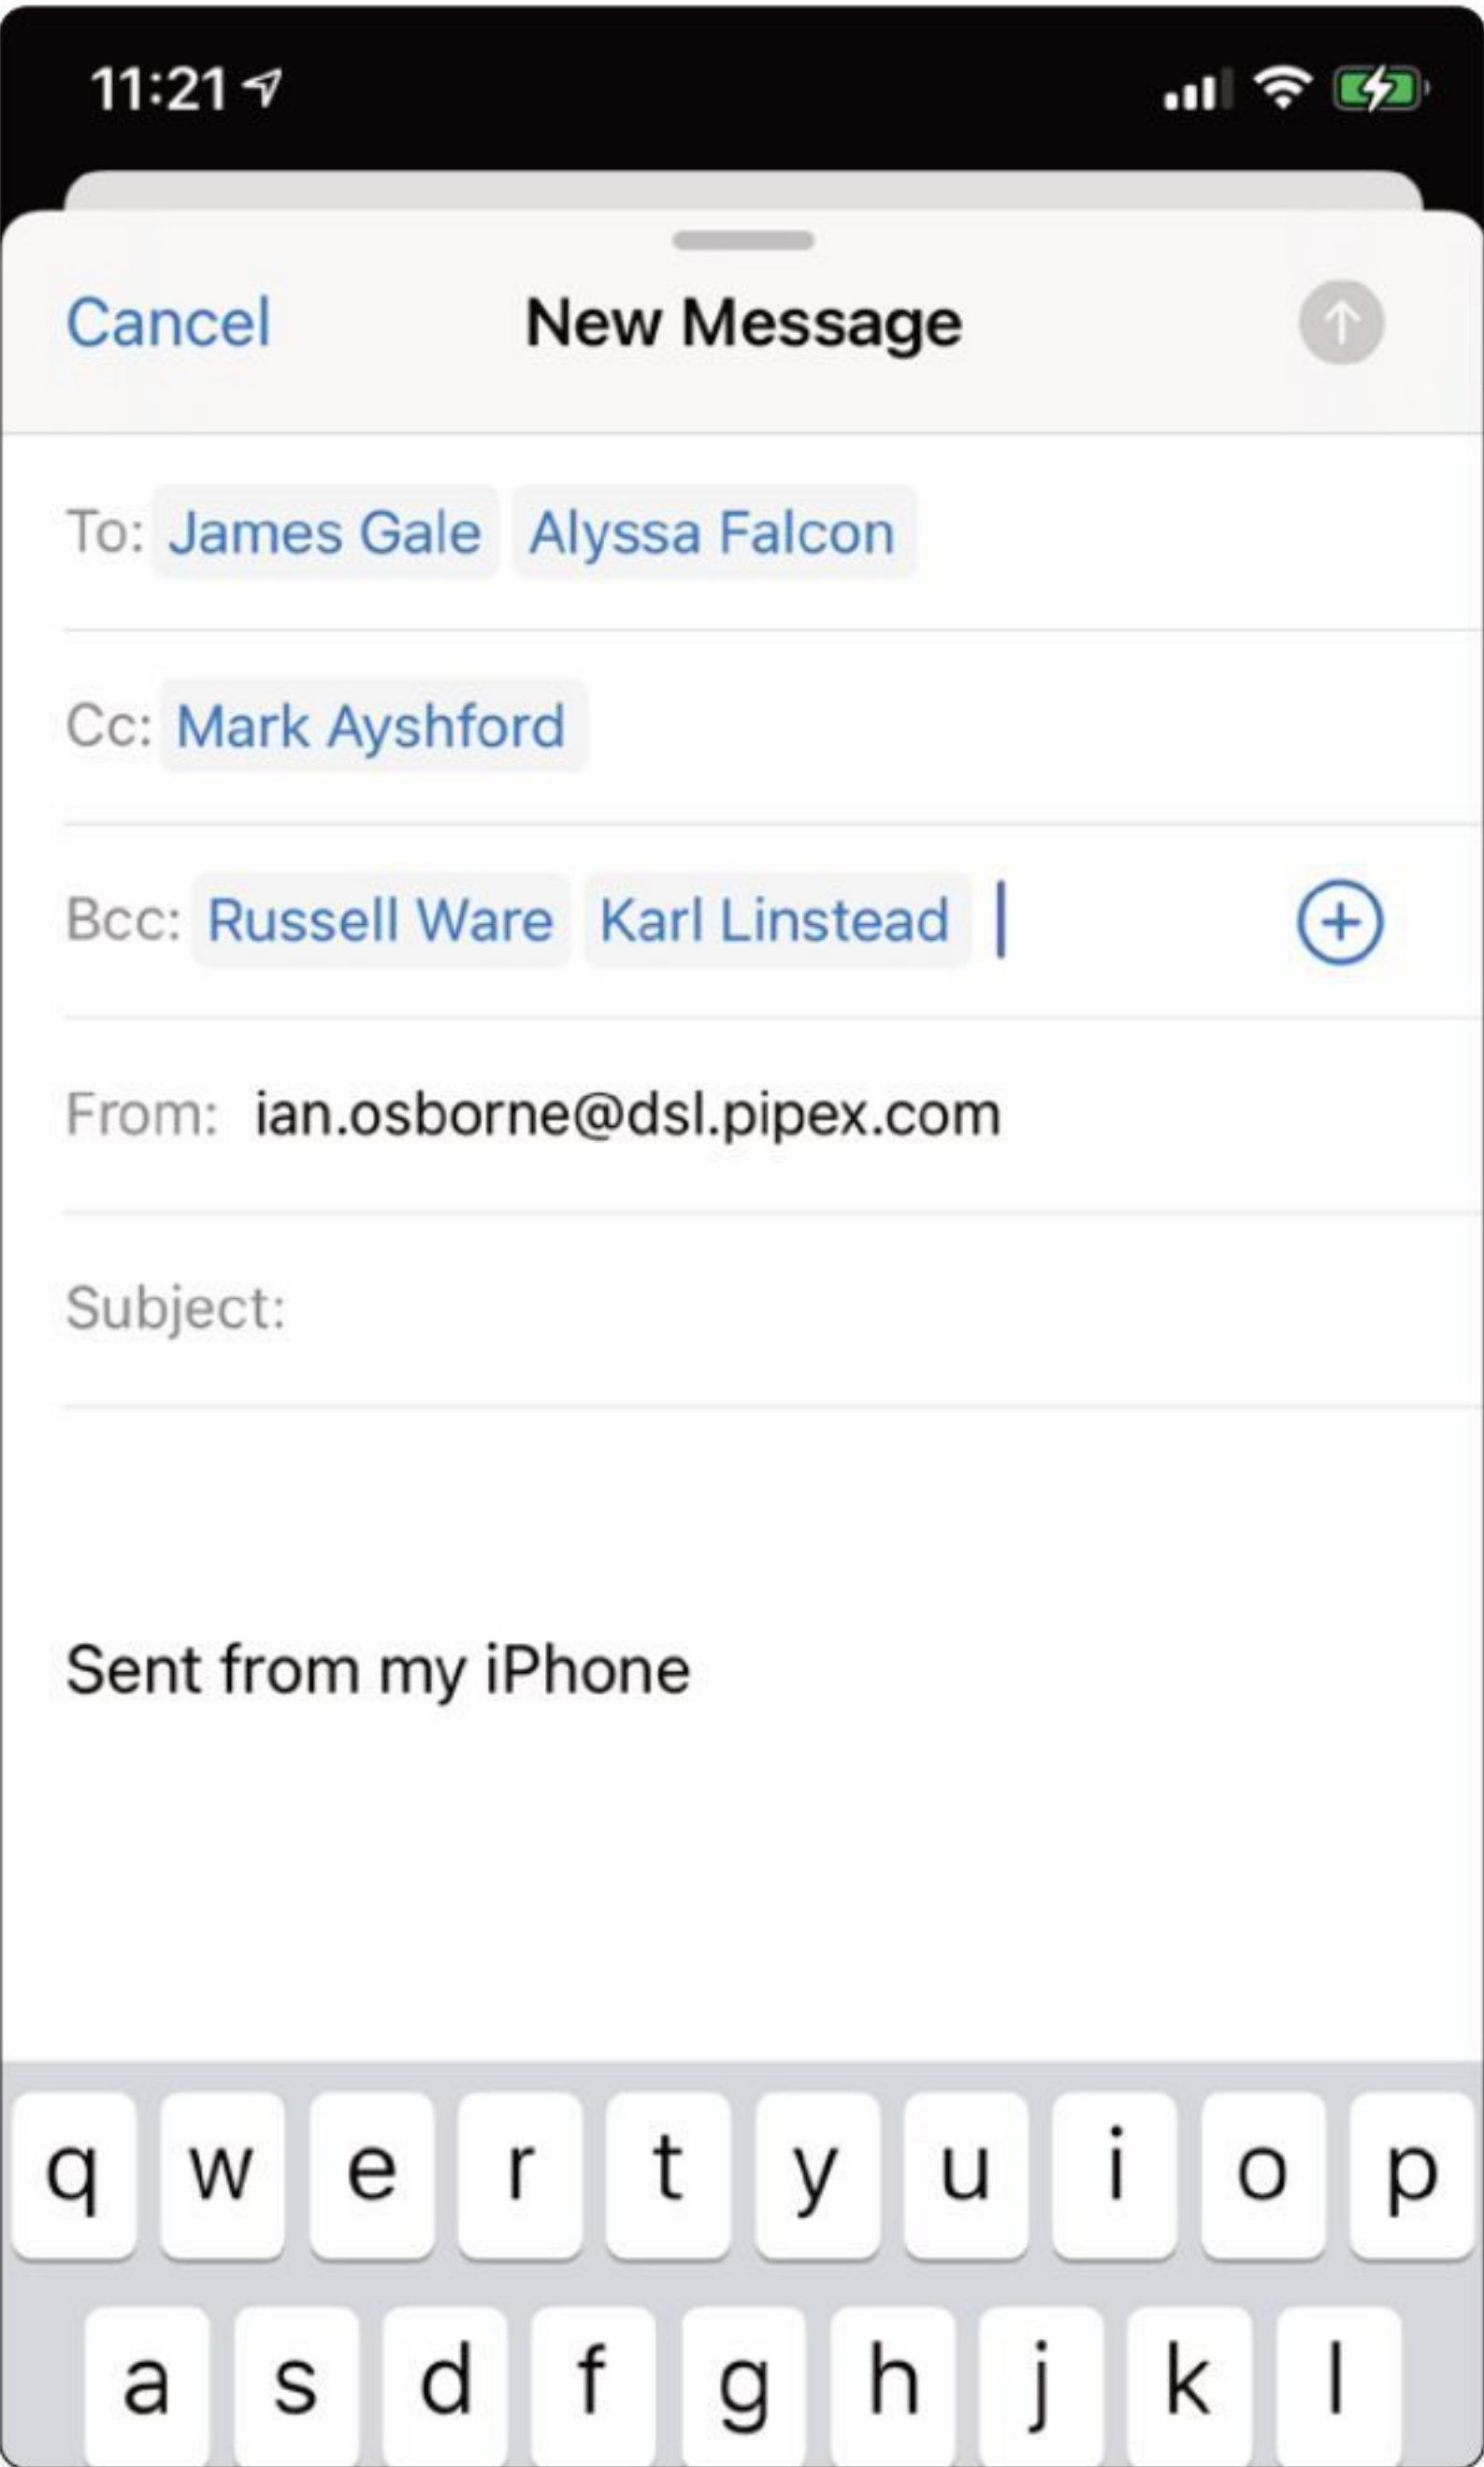 11:21
Cancel New Message
To: James Gale Alyssa Falcon
Cc: Mark Ayshford
Bcc: Russell Ware Karl Linstead
From: ian.osborne@dsl.pipex.com
Subject:
Sent from my iPhone
q w e r t y u i o p
a s d f g h j k l